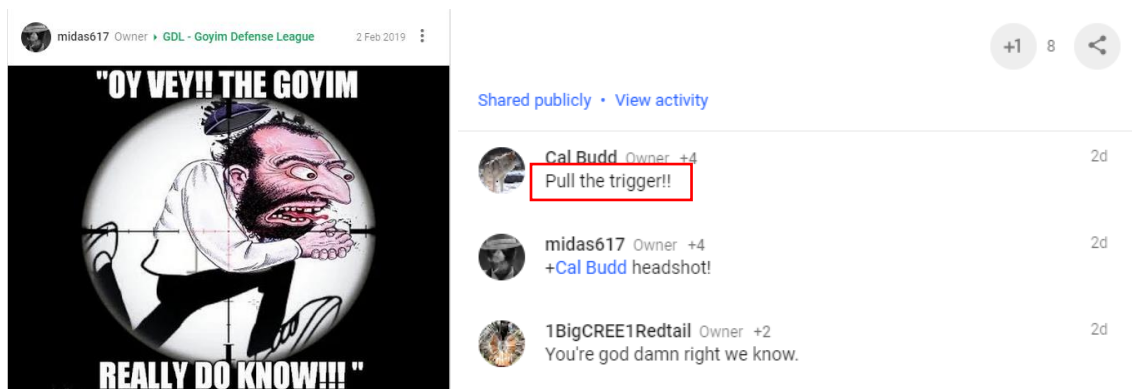 midas617 Owner ▸ GDL - Goyim Defense League 2 Feb 2019
"OY VEY!! THE GOYIM
REALLY DO KNOW!!! "
+1 8
Shared publicly • View activity
Cal Budd Owner +4 2d
Pull the trigger!!
midas617 Owner +4 2d
+Cal Budd headshot!
1BigCREE1Redtail Owner +2 2d
You're god damn right we know.